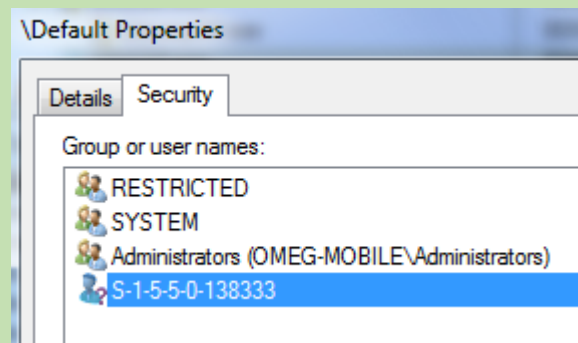 \Default Properties
Details Security
Group or user names:
RESTRICTED
SYSTEM
Administrators (OMEG-MOBILE\Administrators)
S-1-5-5-0-138333